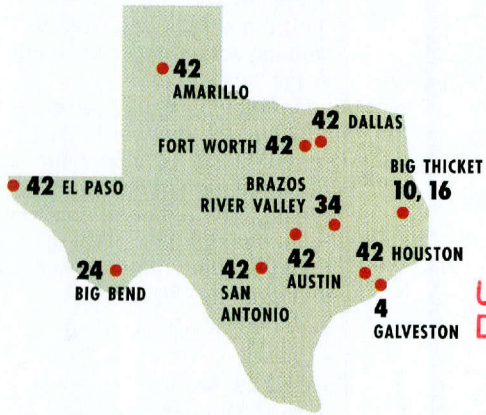 42
AMARILLO
42 DALLAS
FORT WORTH 42
BIG THICKET
10, 16
42 EL PASO
BRAZOS
RIVER VALLEY 34
24
BIG BEND
42
SAN
ANTONIO
42
AUSTIN
42 HOUSTON
4
GALVESTON